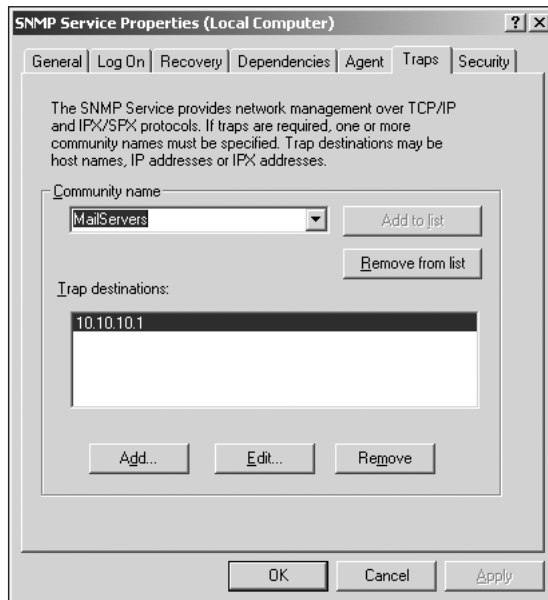 SNMP Service Properties (Local Computer)
? X
General Log On Recovery Dependencies Agent Traps Security
The SNMP Service provides network management over TCP/IP
and IPX/SPX protocols. If traps are required, one or more
community names must be specified. Trap destinations may be
host names, IP addresses or IPX addresses.
Community name
MailServers
Add to list
Remove from list
Trap destinations:
10.10.10.1
Add... Edit... Remove
OK Cancel Apply